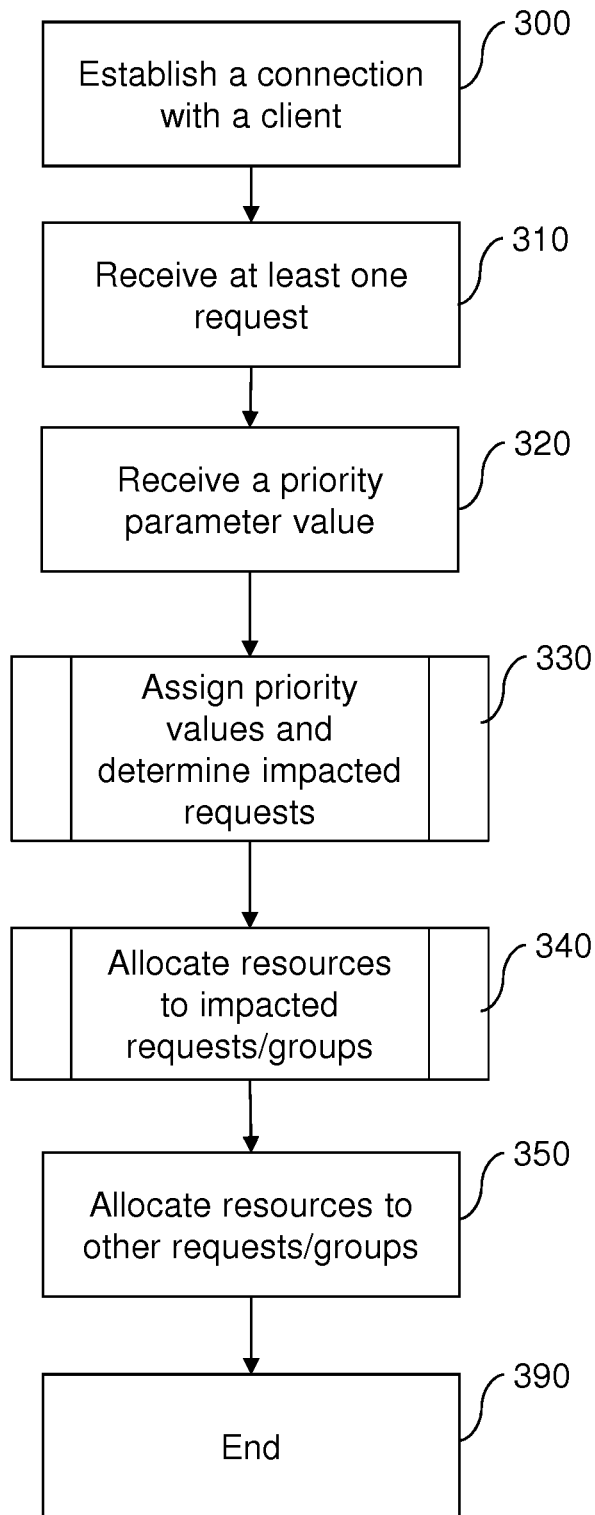 300
Establish a connection
with a client
310
Receive at least one
request
320
Receive a priority
parameter value
330
Assign priority
values and
determine impacted
requests
340
Allocate resources
to impacted
requests/groups
350
Allocate resources to
other requests/groups
390
End